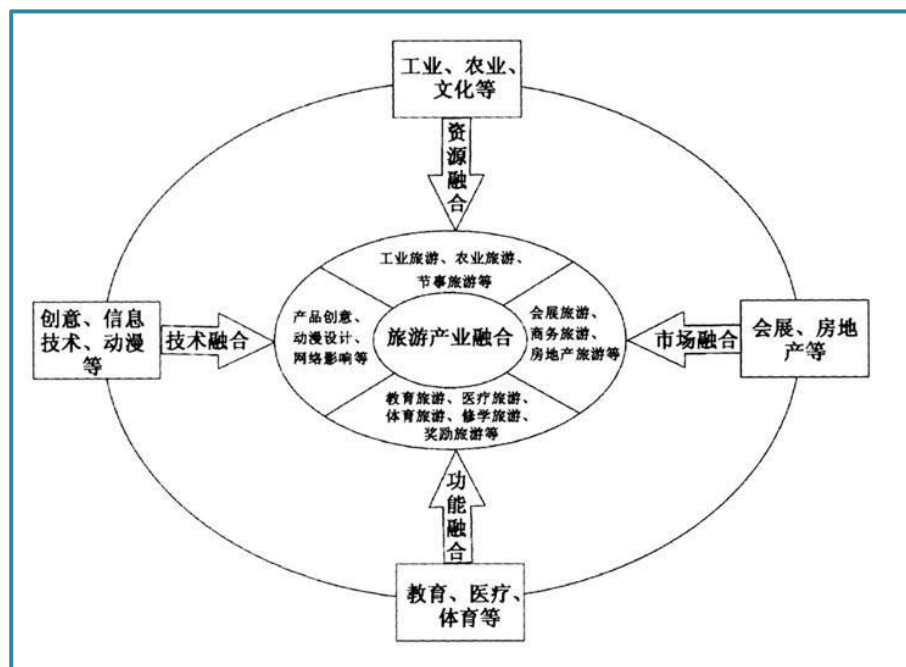 工业、农业、
文化等
资源融合
工业旅游、农业旅游、
节事旅游等
创意、信息
技术、动漫
等
技术融合
产品创意、
动漫设计、
网络影响等
旅游产业融合
会展旅游、
商务旅游、
房地产旅游等
市场融合
会展、房地
产等
教育旅游、医疗旅游、
体育旅游、修学旅游、
奖励旅游等
功能融合
教育、医疗、
体育等